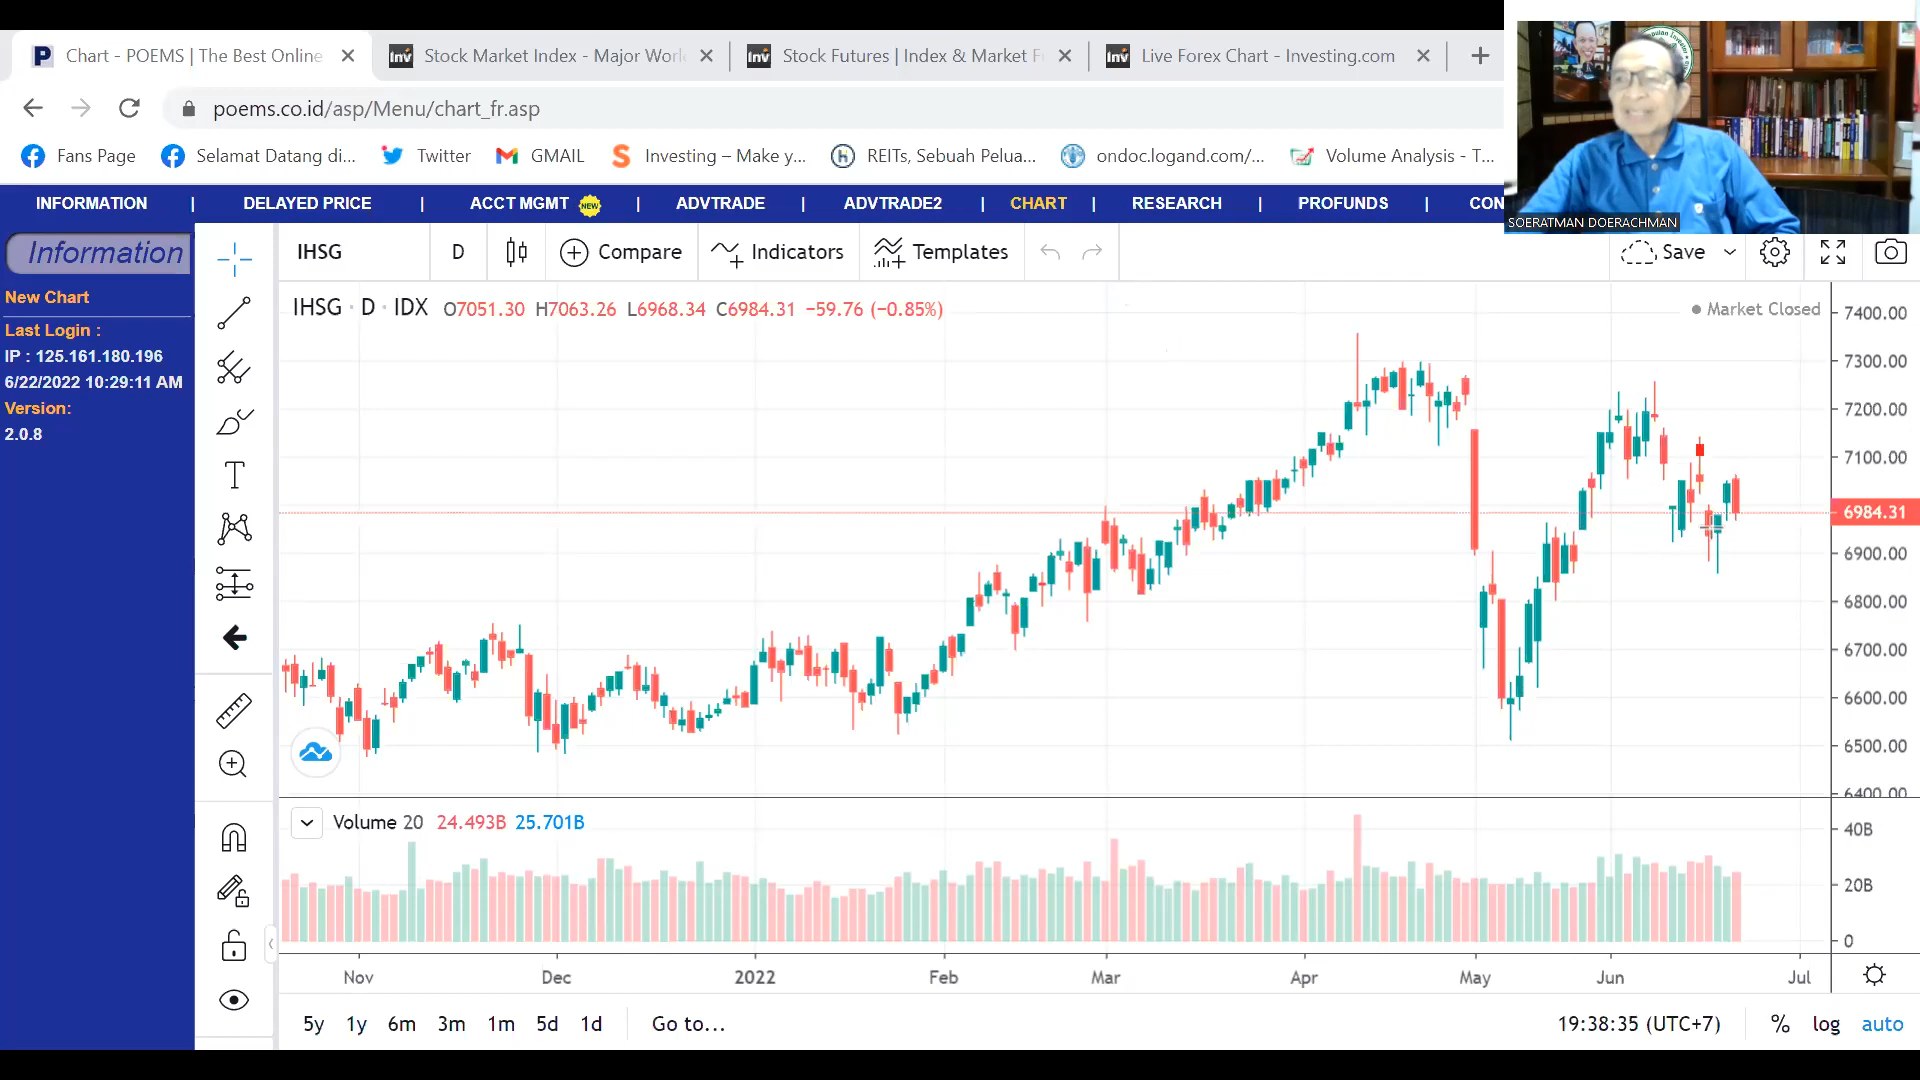 Chart - POEMS | The Best Online
Stock Market Index - Major Worl
Stock Futures | Index & Market F
Live Forex Chart - Investing.com
poems.co.id/asp/Menu/chart_fr.asp
Fans Page
Selamat Datang di...
Twitter
GMAIL
Investing – Make y...
REITs, Sebuah Pelua...
ondoc.logand.com/...
Volume Analysis - T...
SOERATMAN DOERACHMAN
INFORMATION | DELAYED PRICE | ACCT MGMT NEW | ADVTRADE | ADVTRADE2 | CHART | RESEARCH | PROFUNDS | CON
Information
New Chart
Last Login :
IP : 125.161.180.196
6/22/2022 10:29:11 AM
Version:
2.0.8
IHSG D Compare Indicators Templates Save
IHSG · D · IDX O7051.30 H7063.26 L6968.34 C6984.31 −59.76 (−0.85%)
Market Closed
7400.00
7300.00
7200.00
7100.00
6984.31
6900.00
6800.00
6700.00
6600.00
6500.00
6400.00
Volume 20 24.493B 25.701B
40B
20B
0
Nov Dec 2022 Feb Mar Apr May Jun Jul
5y 1y 6m 3m 1m 5d 1d Go to... 19:38:35 (UTC+7) % log auto